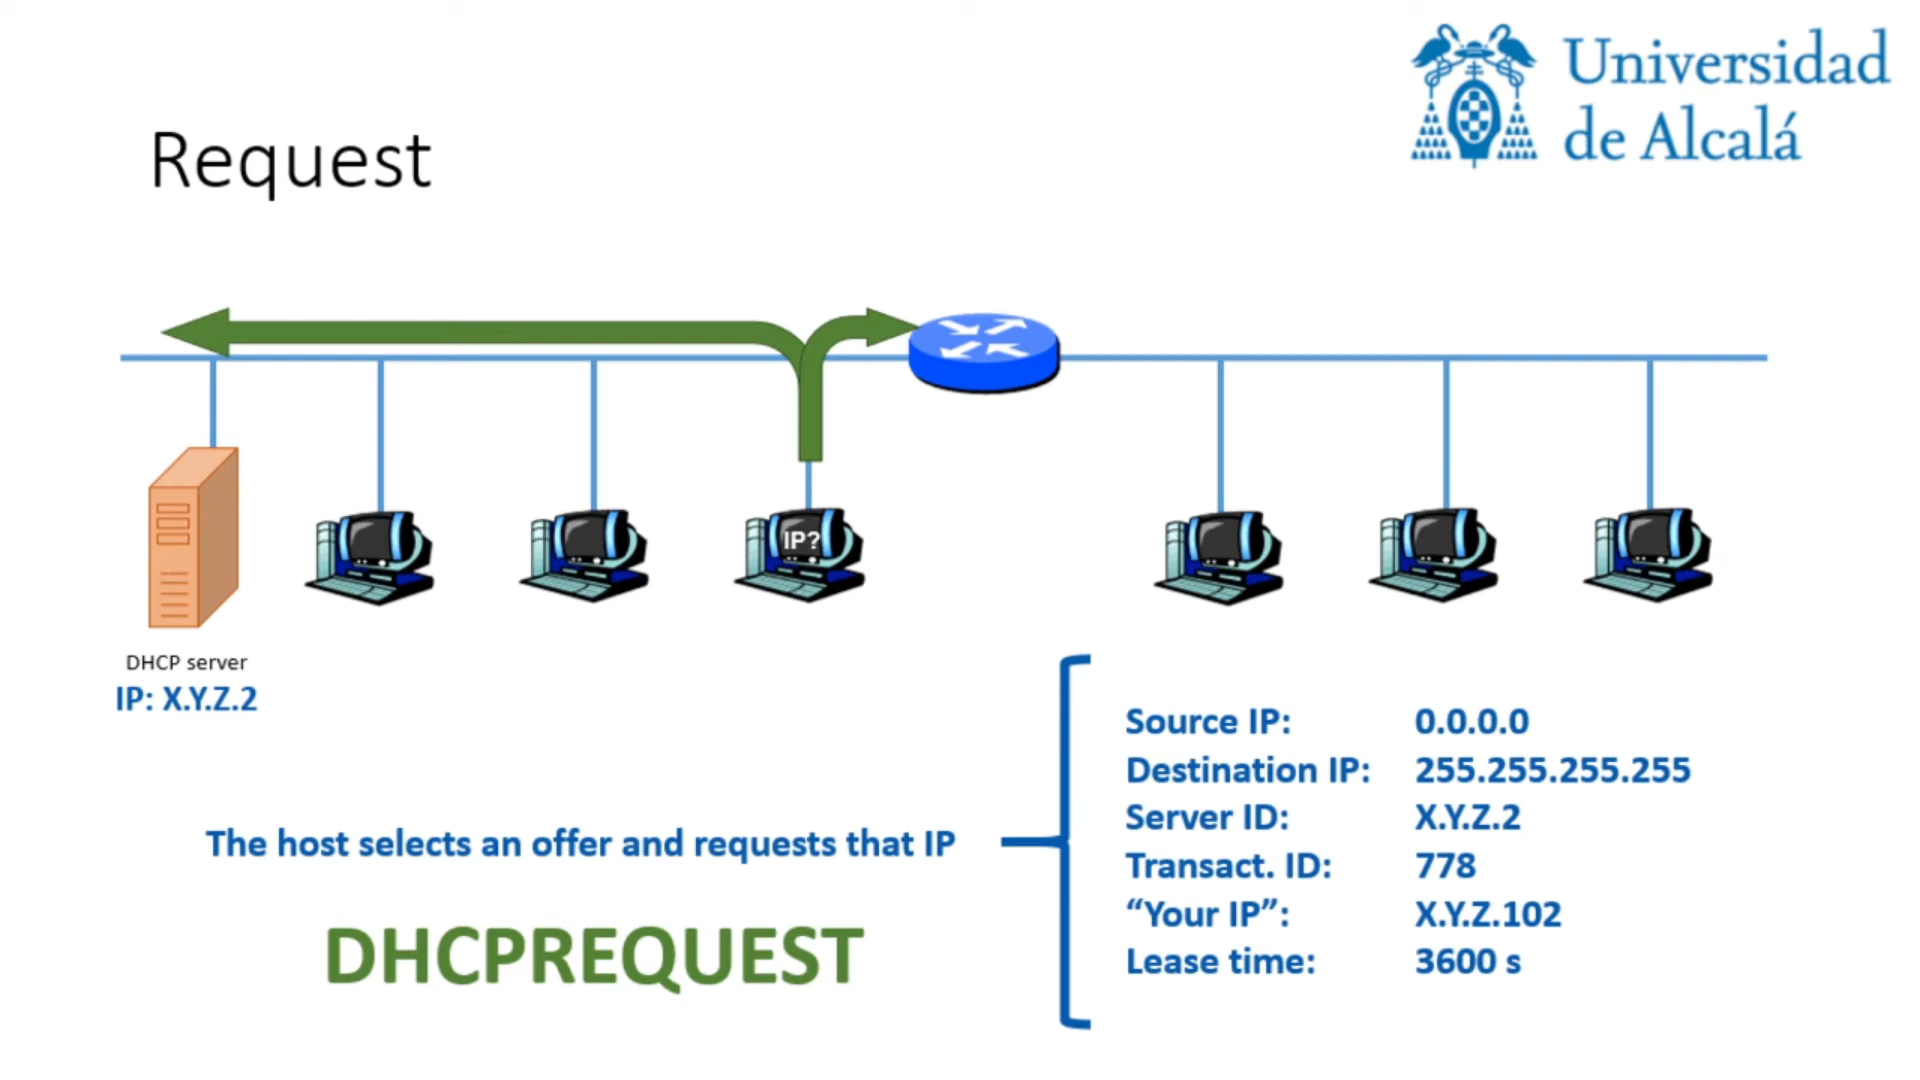 Universidad
de Alcalá
Request
IP?
DHCP server
IP: X.Y.Z.2
The host selects an offer and requests that IP
DHCPREQUEST
Source IP: 0.0.0.0
Destination IP: 255.255.255.255
Server ID: X.Y.Z.2
Transact. ID: 778
“Your IP”: X.Y.Z.102
Lease time: 3600 s